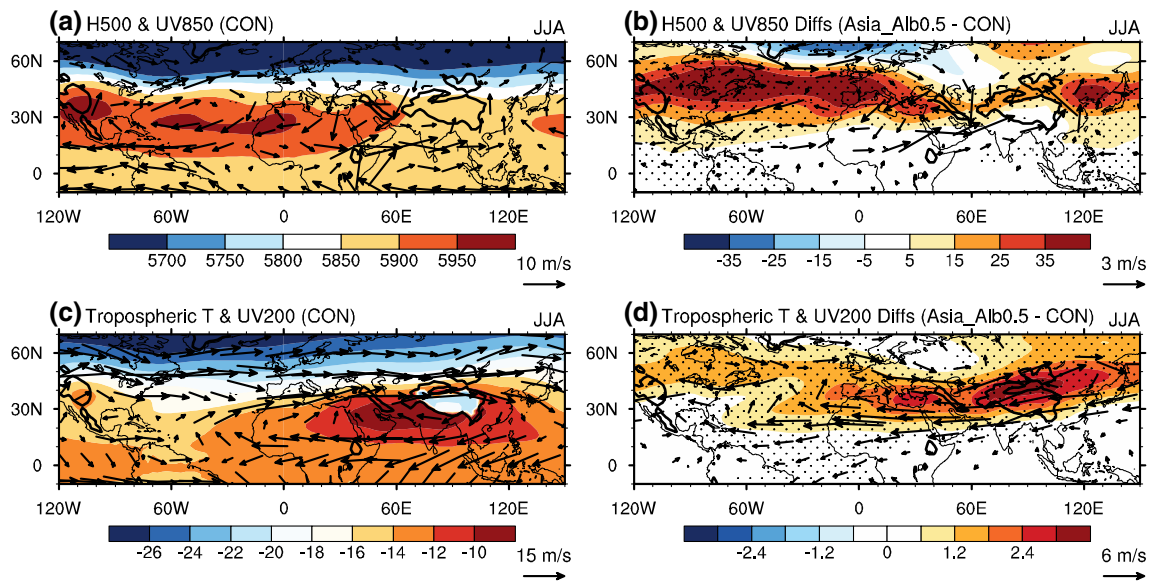 (a) H500 & UV850 (CON) JJA
60N
30N
0
120W 60W 0 60E 120E
5700 5750 5800 5850 5900 5950
10 m/s
(b) H500 & UV850 Diffs (Asia_Alb0.5 - CON) JJA
60N
30N
0
120W 60W 0 60E 120E
-35 -25 -15 -5 5 15 25 35
3 m/s
(c) Tropospheric T & UV200 (CON) JJA
60N
30N
0
120W 60W 0 60E 120E
-26 -24 -22 -20 -18 -16 -14 -12 -10
15 m/s
(d) Tropospheric T & UV200 Diffs (Asia_Alb0.5 - CON) JJA
60N
30N
0
120W 60W 0 60E 120E
-2.4 -1.2 0 1.2 2.4
6 m/s